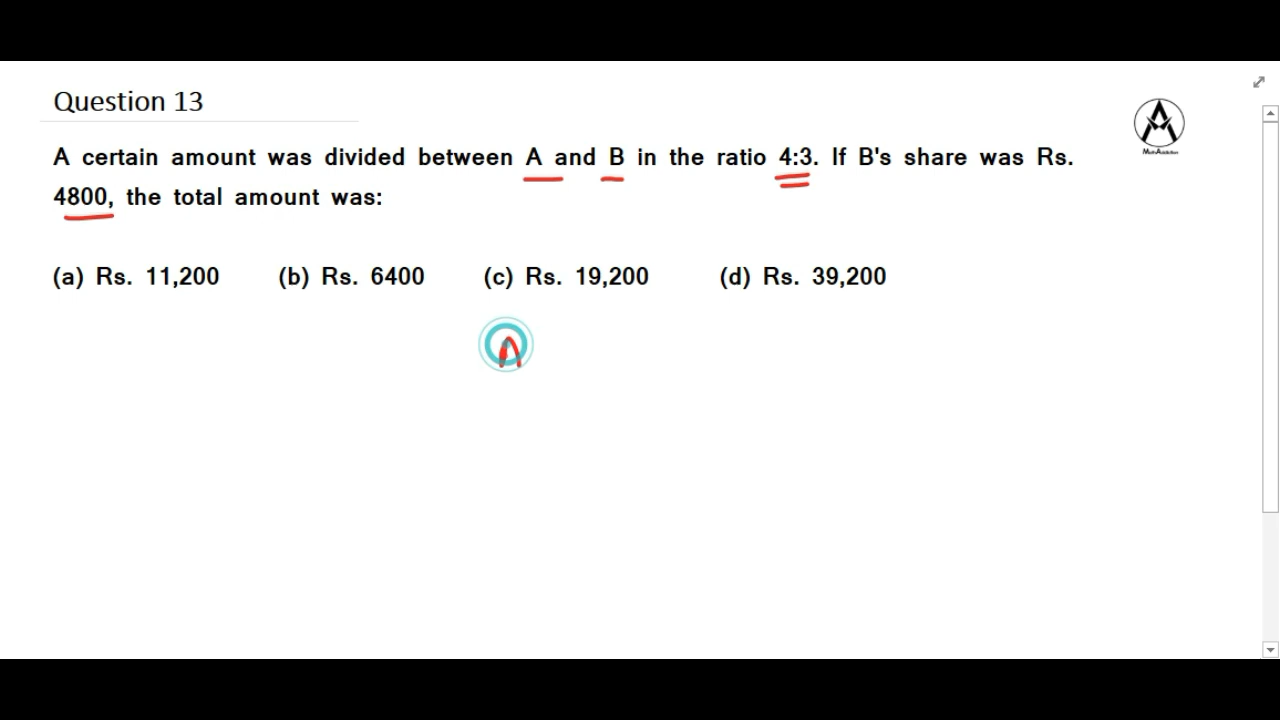 Question 13
A certain amount was divided between A and B in the ratio 4:3. If B's share was Rs.
4800, the total amount was:
(a) Rs. 11,200 (b) Rs. 6400 (c) Rs. 19,200 (d) Rs. 39,200
A
MathAddiction